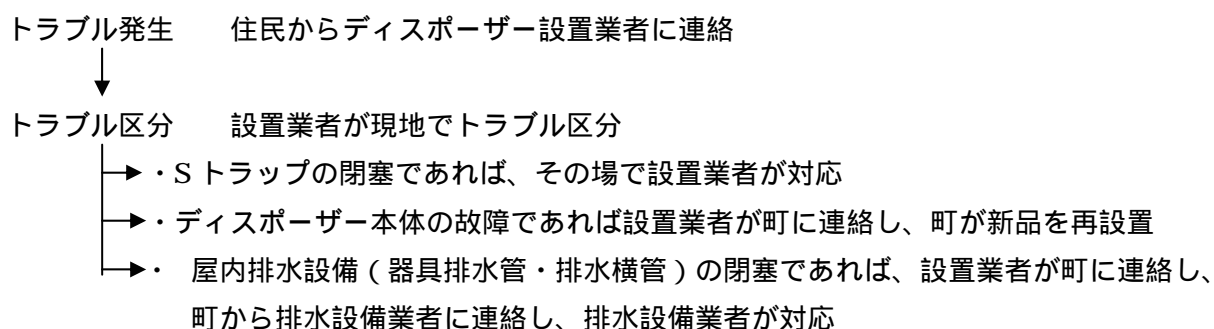 トラブル発生　　住民からディスポーザー設置業者に連絡
トラブル区分　　設置業者が現地でトラブル区分
・S トラップの閉塞であれば、その場で設置業者が対応
・ディスポーザー本体の故障であれば設置業者が町に連絡し、町が新品を再設置
・　屋内排水設備（器具排水管・排水横管）の閉塞であれば、設置業者が町に連絡し、
町から排水設備業者に連絡し、排水設備業者が対応